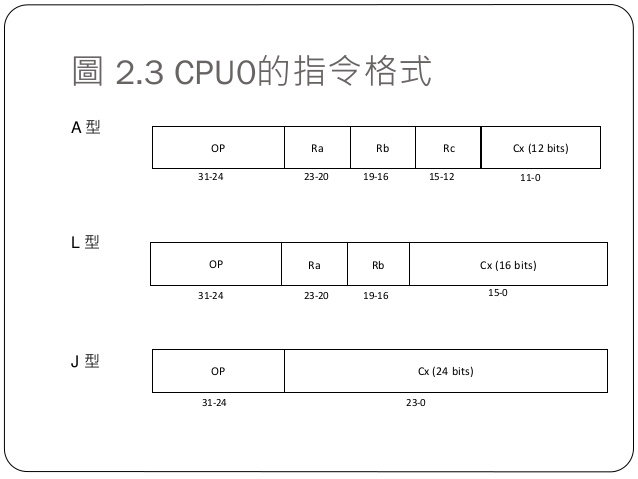 圖 2.3 CPU0的指令格式
A 型
OP Ra Rb Rc Cx (12 bits)
31-24 23-20 19-16 15-12 11-0
L 型
OP Ra Rb Cx (16 bits)
31-24 23-20 19-16 15-0
J 型
OP Cx (24 bits)
31-24 23-0